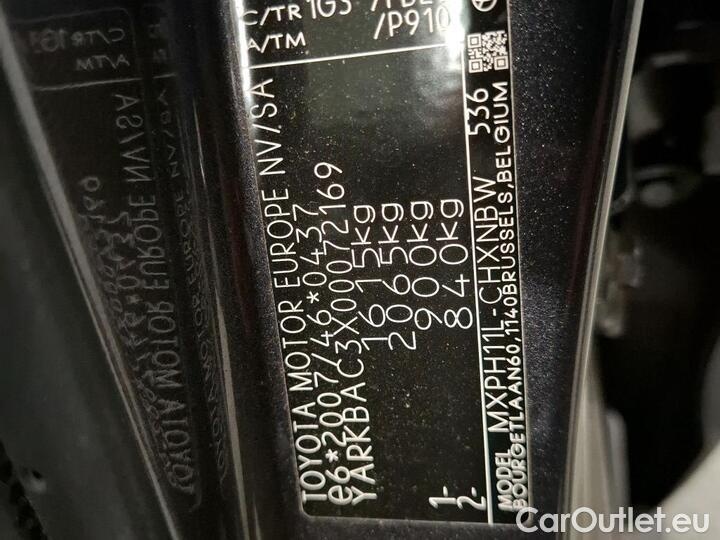 TOYOTA MOTOR EUROPE NV/SA
e6*2007/46*0437
YARKBAC3X00072169
1615kg
2065kg
1- 900kg
2- 840kg
MODEL MXPH11L-CHXNBW 536
BOURGETLAAN60,1140BRUSSELS,BELGIUM
C/TR 1G3
A/TM /P910
CarOutlet.eu